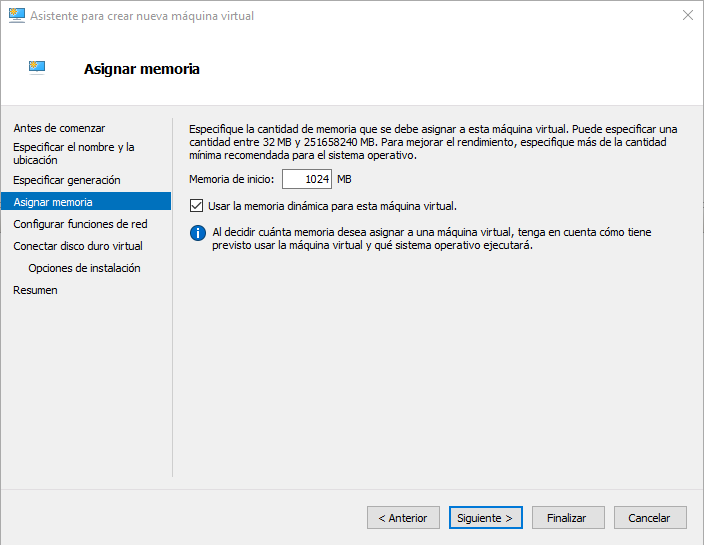 Asistente para crear nueva máquina virtual
Asignar memoria
Antes de comenzar
Especificar el nombre y la
ubicación
Especificar generación
Asignar memoria
Configurar funciones de red
Conectar disco duro virtual
Opciones de instalación
Resumen
Especifique la cantidad de memoria que se debe asignar a esta máquina virtual. Puede especificar una
cantidad entre 32 MB y 251658240 MB. Para mejorar el rendimiento, especifique más de la cantidad
mínima recomendada para el sistema operativo.
Memoria de inicio: 1024 MB
Usar la memoria dinámica para esta máquina virtual.
Al decidir cuánta memoria desea asignar a una máquina virtual, tenga en cuenta cómo tiene
previsto usar la máquina virtual y qué sistema operativo ejecutará.
< Anterior
Siguiente >
Finalizar
Cancelar